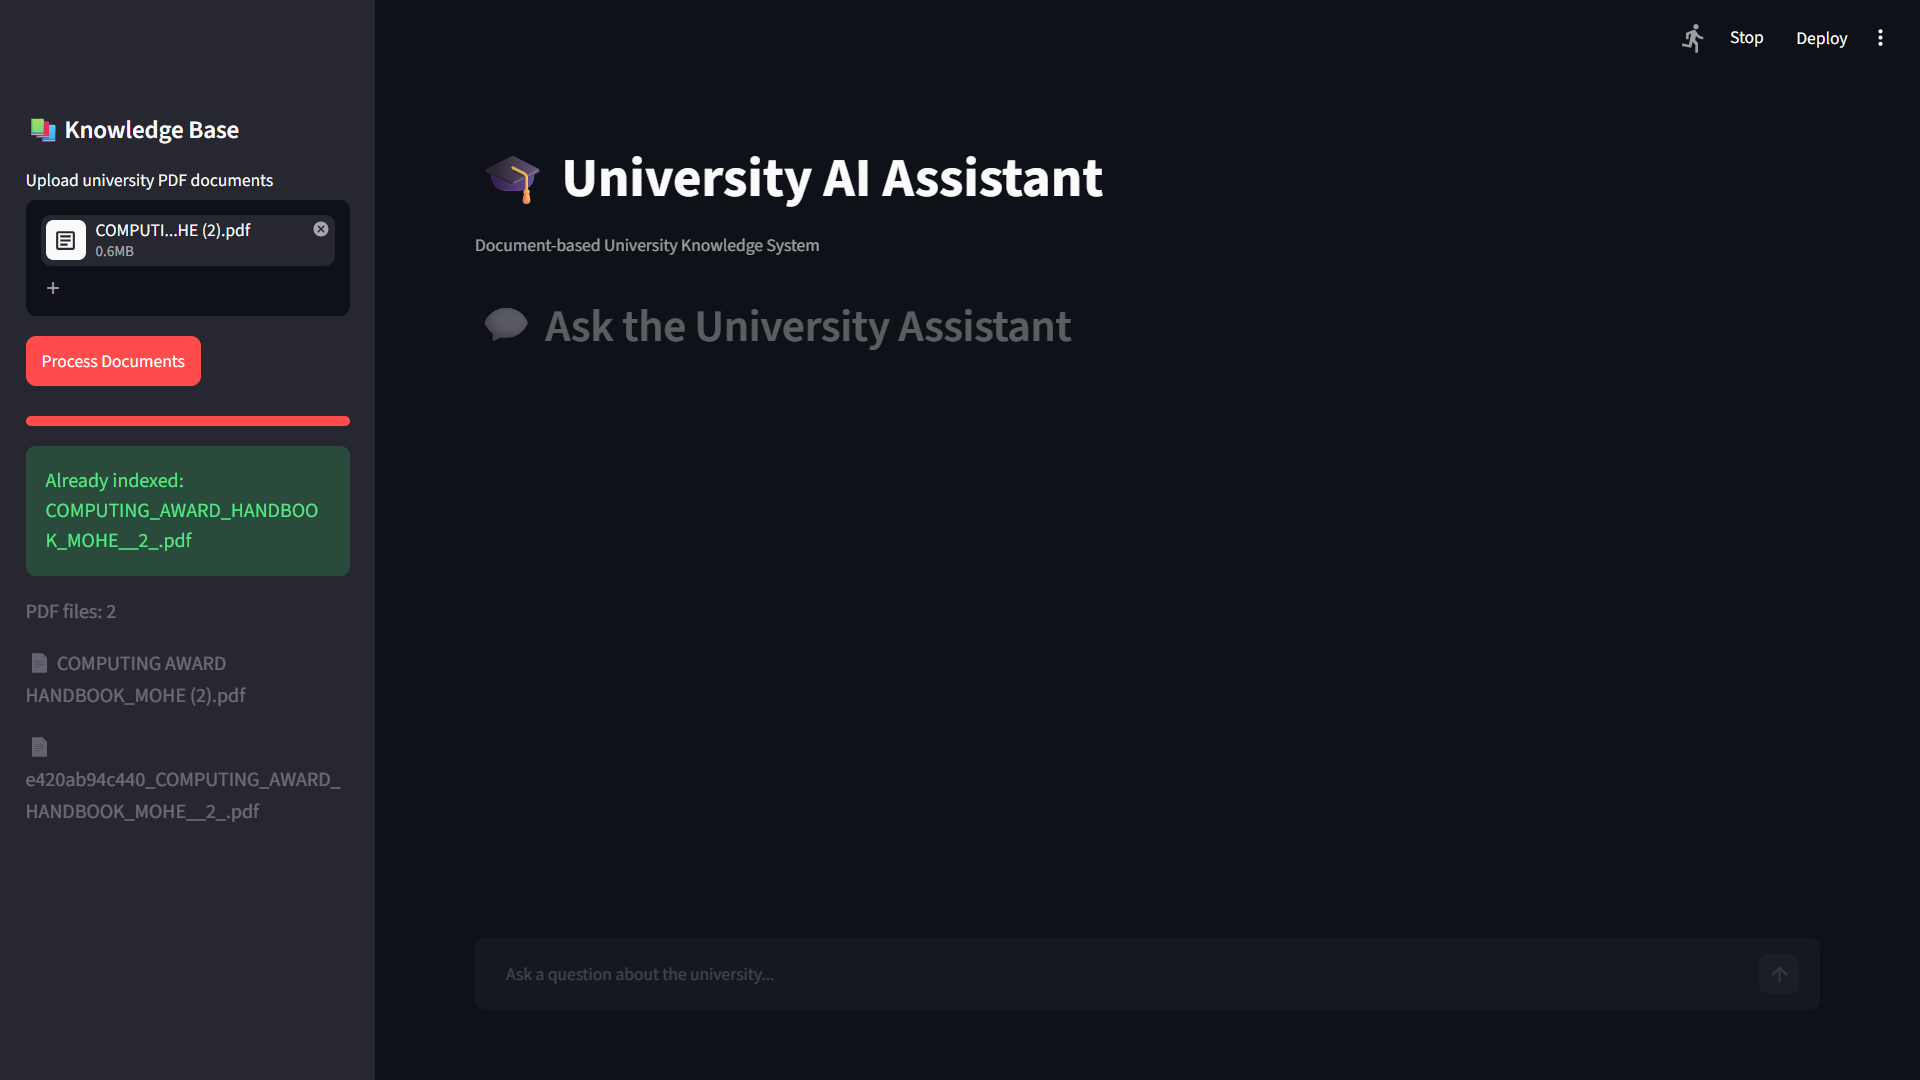 Stop
Deploy
Knowledge Base
Upload university PDF documents
COMPUTI...HE (2).pdf
0.6MB
Process Documents
Already indexed:
COMPUTING_AWARD_HANDBOO
K_MOHE__2_.pdf
PDF files: 2
COMPUTING AWARD
HANDBOOK_MOHE (2).pdf
e420ab94c440_COMPUTING_AWARD_
HANDBOOK_MOHE__2_.pdf
University AI Assistant
Document-based University Knowledge System
Ask the University Assistant
Ask a question about the university...